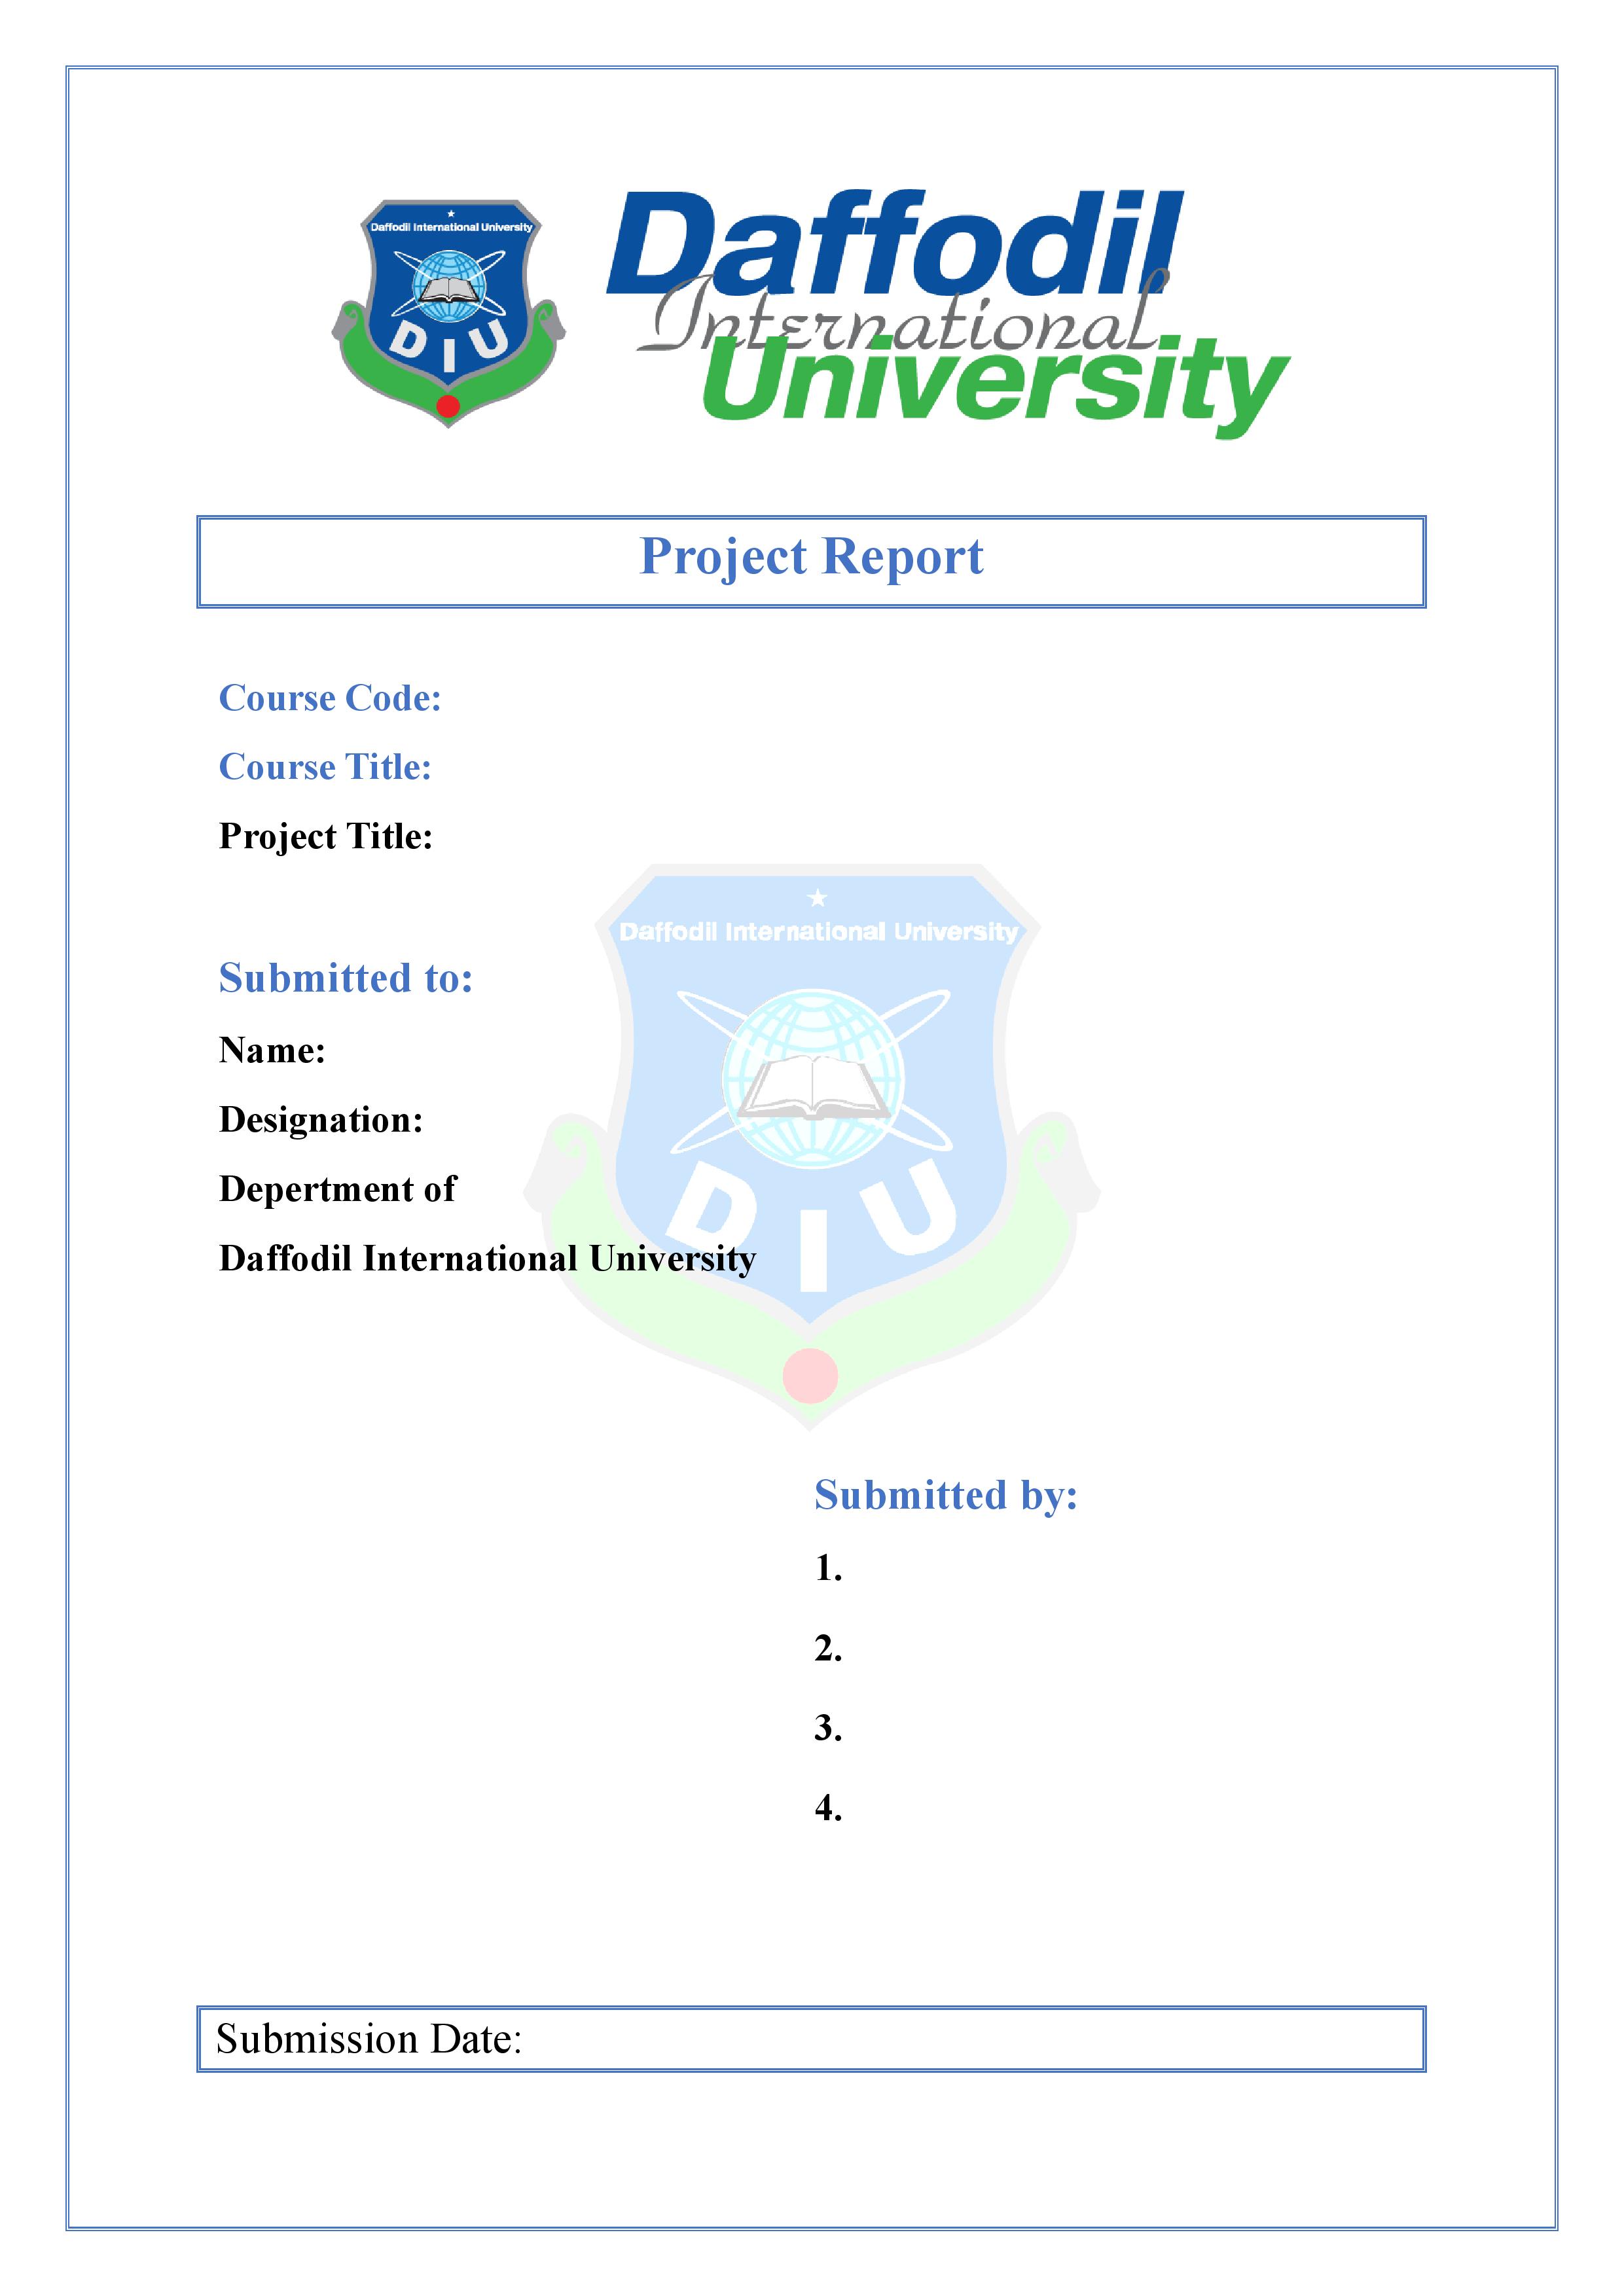 Daffodil International University
D I U
Daffodil
International
University
Project Report
Course Code:
Course Title:
Project Title:
Daffodil International University
Submitted to:
Name:
Designation:
Depertment of
D I U
Daffodil International University
Submitted by:
1.
2.
3.
4.
Submission Date: